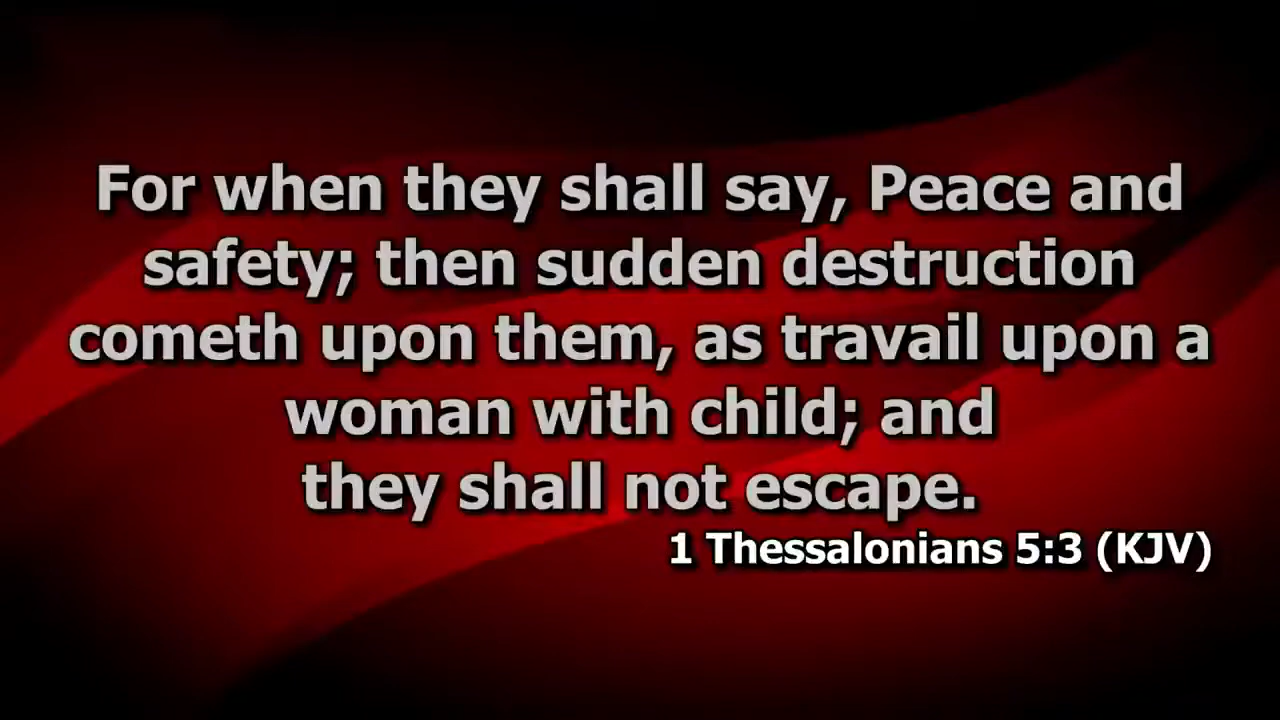 For when they shall say, Peace and
safety; then sudden destruction
cometh upon them, as travail upon a
woman with child; and
they shall not escape.
1 Thessalonians 5:3 (KJV)